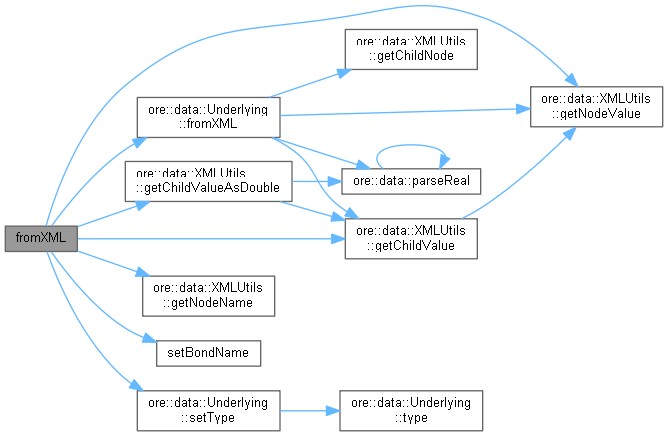 ore::data::XMLUtils
::getChildNode
ore::data::XMLUtils
::getNodeValue
ore::data::Underlying
::fromXML
ore::data::XMLUtils
::getChildValueAsDouble
ore::data::parseReal
fromXML
ore::data::XMLUtils
::getChildValue
ore::data::XMLUtils
::getNodeName
setBondName
ore::data::Underlying
::setType
ore::data::Underlying
::type